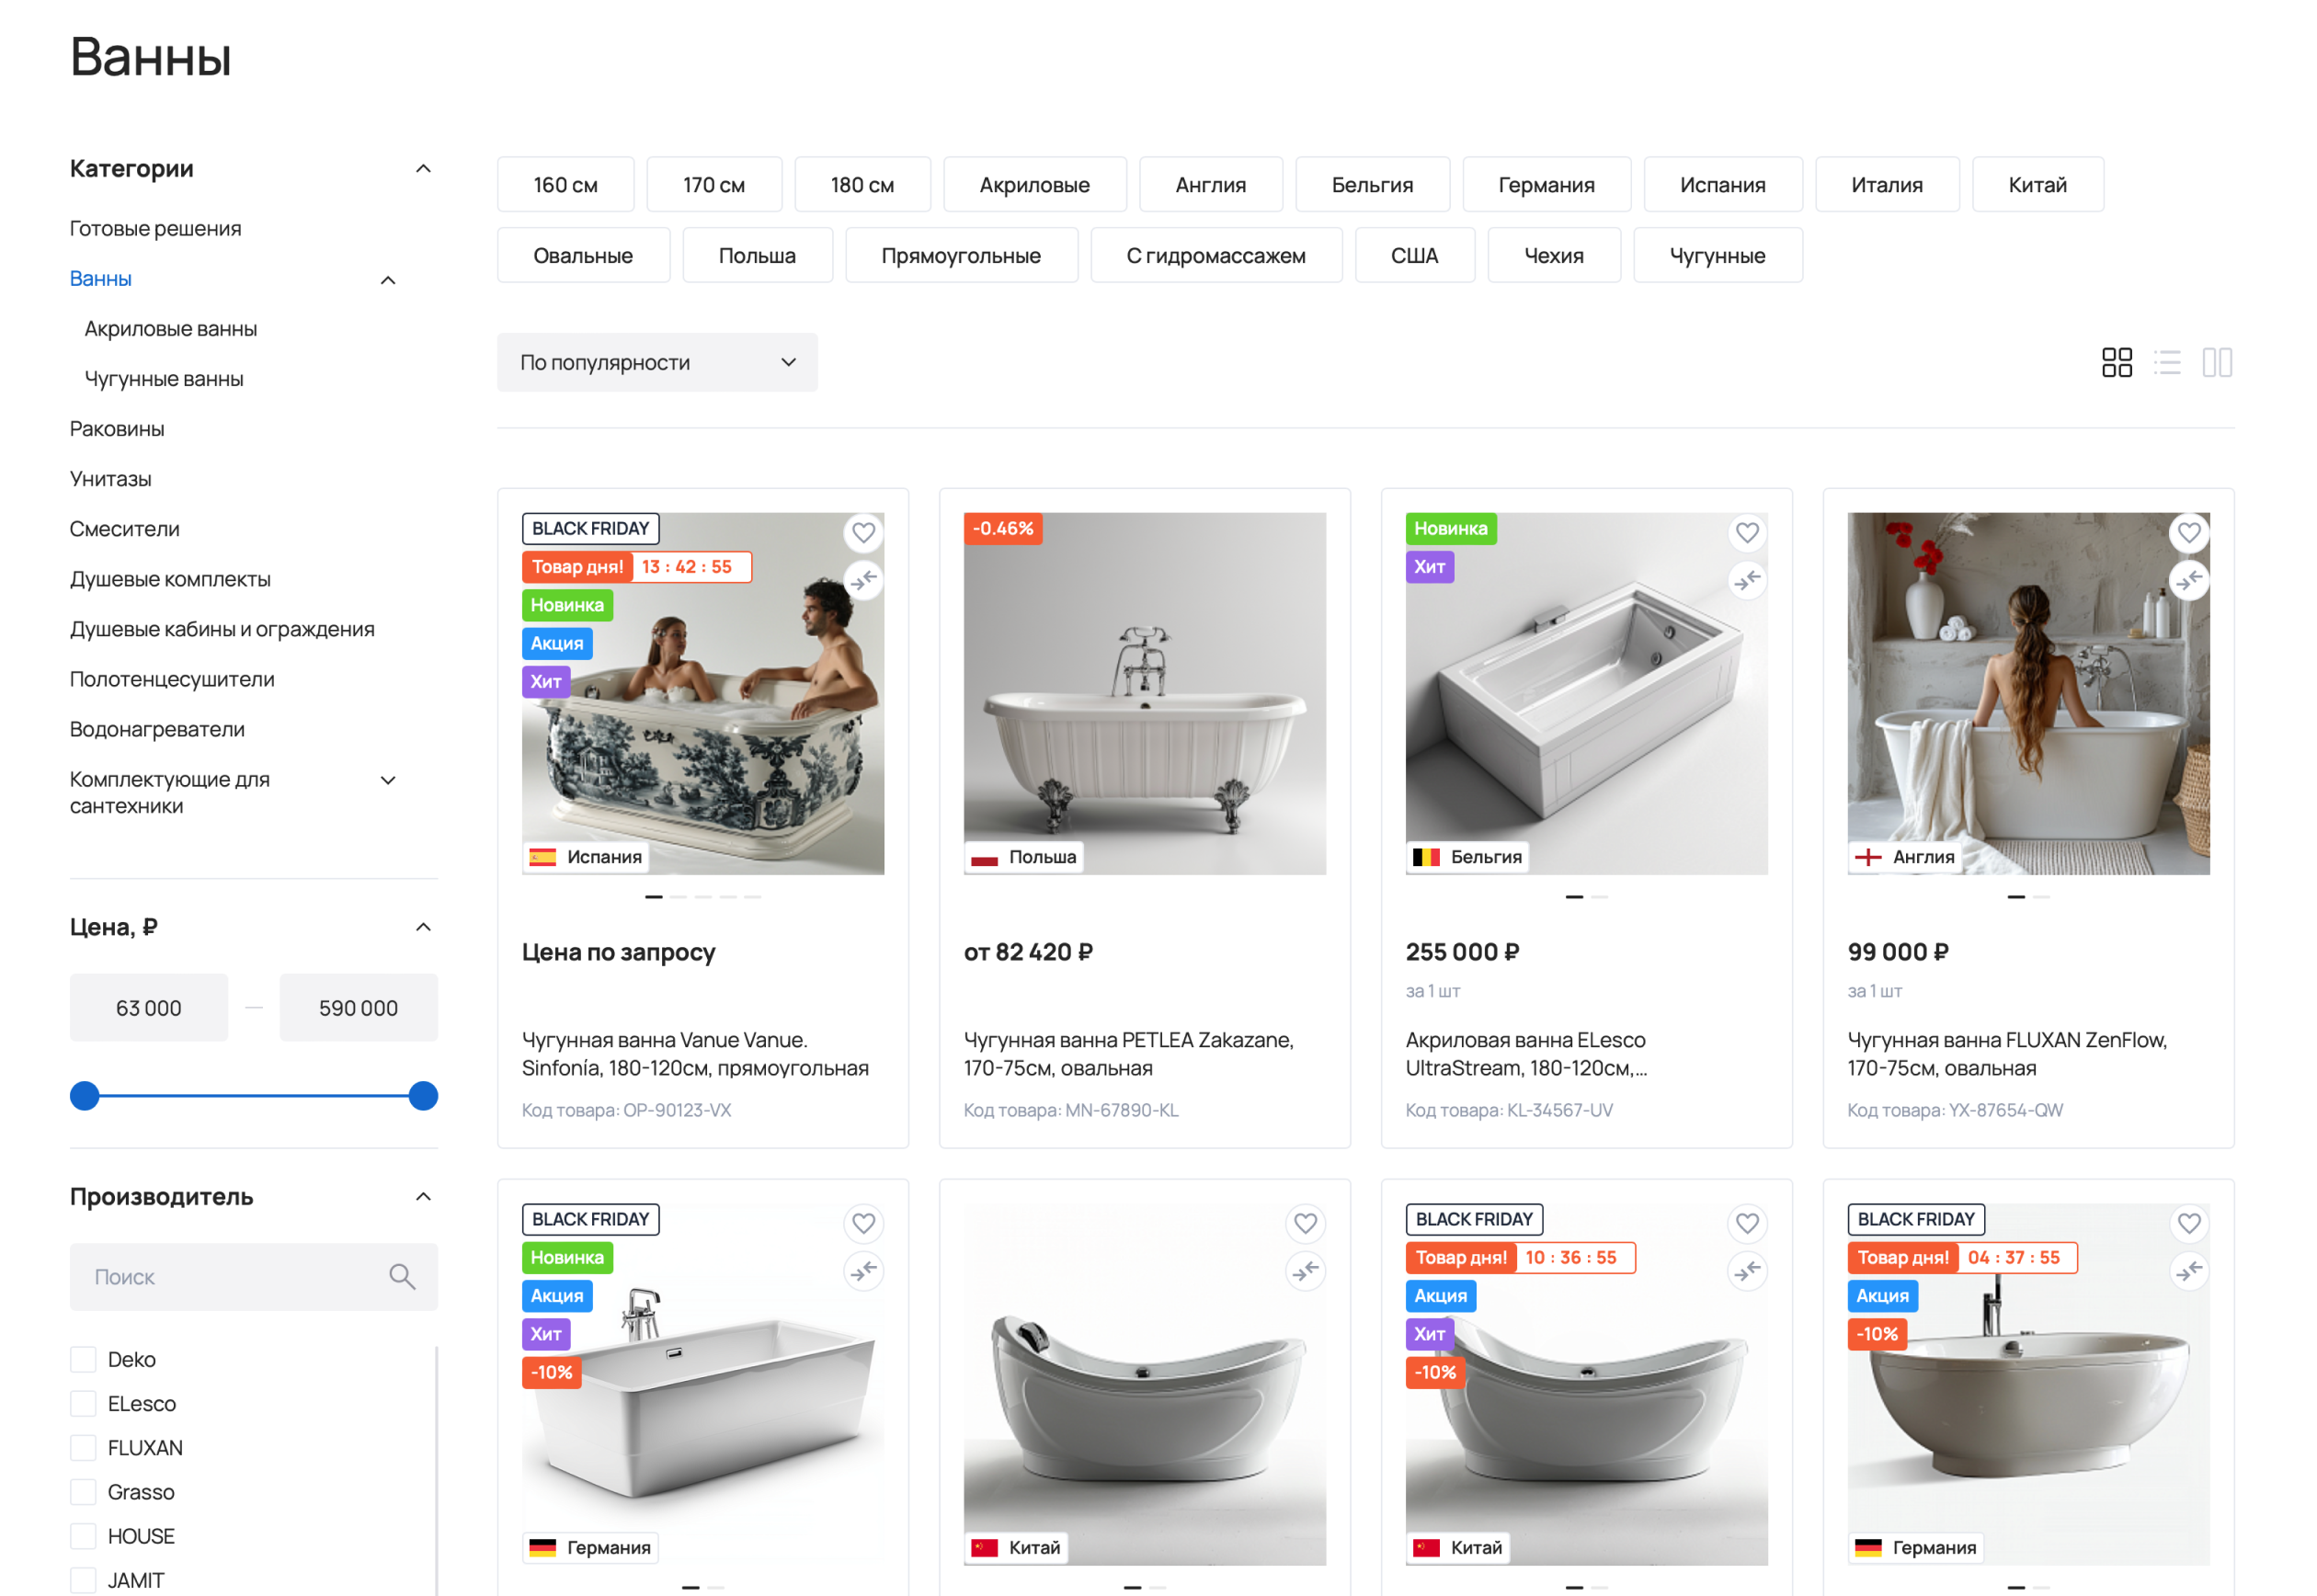 Ванны
Категории
Готовые решения
Ванны
Акриловые ванны
Чугунные ванны
Раковины
Унитазы
Смесители
Душевые комплекты
Душевые кабины и ограждения
Полотенцесушители
Водонагреватели
Комплектующие для
сантехники
Цена, ₽
63 000 — 590 000
Производитель
Поиск
Deko
ELesco
FLUXAN
Grasso
HOUSE
JAMIT
160 см 170 см 180 см Акриловые Англия Бельгия Германия Испания Италия Китай
Овальные Польша Прямоугольные С гидромассажем США Чехия Чугунные
По популярности
BLACK FRIDAY
Товар дня! 13 : 42 : 55
Новинка
Акция
Хит
Испания
Цена по запросу
Чугунная ванна Vanue Vanue.
Sinfonía, 180-120см, прямоугольная
Код товара: OP-90123-VX
-0.46%
Польша
от 82 420 ₽
Чугунная ванна PETLEA Zakazane,
170-75см, овальная
Код товара: MN-67890-KL
Новинка
Хит
Бельгия
255 000 ₽
за 1 шт
Акриловая ванна ELesco
UltraStream, 180-120см,...
Код товара: KL-34567-UV
Англия
99 000 ₽
за 1 шт
Чугунная ванна FLUXAN ZenFlow,
170-75см, овальная
Код товара: YX-87654-QW
BLACK FRIDAY
Новинка
Акция
Хит
-10%
Германия
Китай
BLACK FRIDAY
Товар дня! 10 : 36 : 55
Акция
Хит
-10%
Китай
BLACK FRIDAY
Товар дня! 04 : 37 : 55
Акция
-10%
Германия